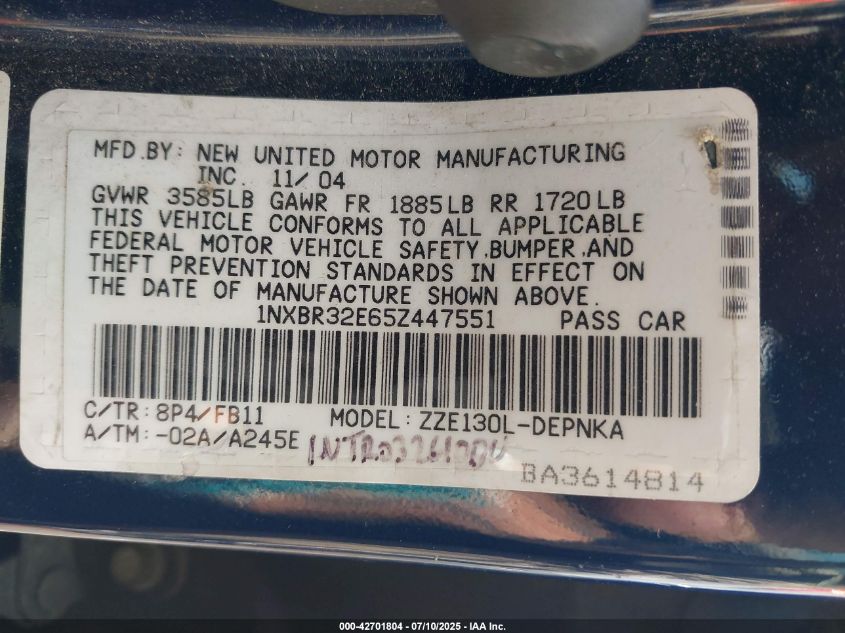 MFD.BY: NEW UNITED MOTOR MANUFACTURING
INC. 11/04
GVWR 3585LB GAWR FR 1885LB RR 1720LB
THIS VEHICLE CONFORMS TO ALL APPLICABLE
FEDERAL MOTOR VEHICLE SAFETY,BUMPER,AND
THEFT PREVENTION STANDARDS IN EFFECT ON
THE DATE OF MANUFACTURE SHOWN ABOVE.
1NXBR32E65Z447551 PASS CAR
C/TR: 8P4/FB11 MODEL: ZZE130L-DEPNKA
A/TM: -02A/A245E
BA3614814
000-42701804 - 07/10/2025 - IAA Inc.